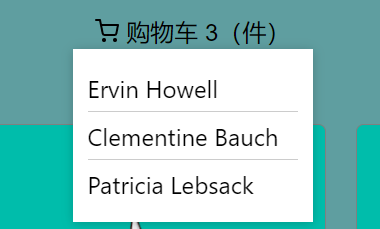 购物车 3（件）
Ervin Howell
Clementine Bauch
Patricia Lebsack